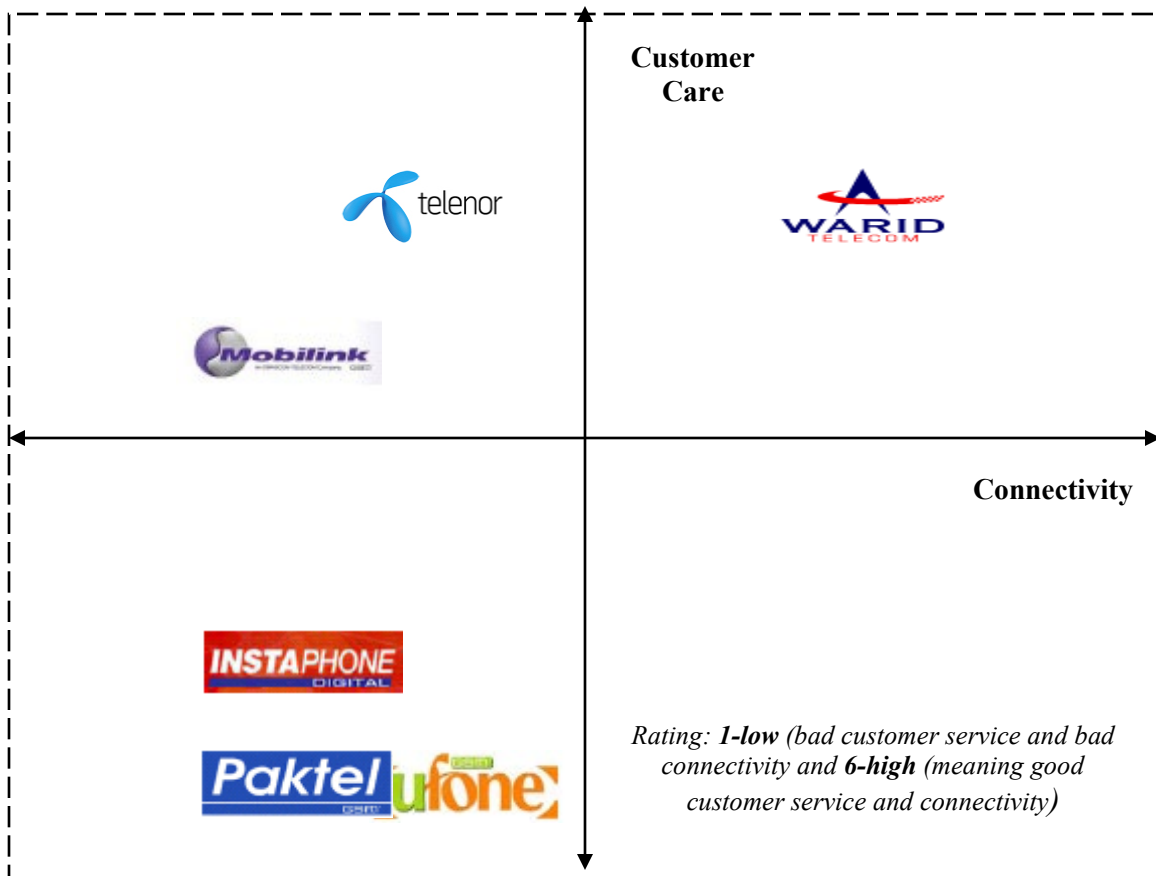 Customer
Care
telenor
WARID
TELECOM
Mobilink
GSM
Connectivity
INSTAPHONE
DIGITAL
Paktel
GSM
ufone
GSM
Rating: 1-low (bad customer service and bad
connectivity and 6-high (meaning good
customer service and connectivity)